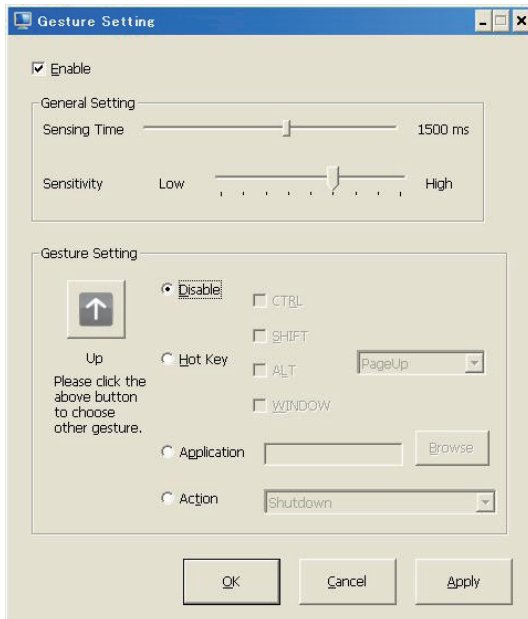 Gesture Setting
Enable
General Setting
Sensing Time 1500 ms
Sensitivity Low High
Gesture Setting
Disable
CTRL
SHIFT
Up
Hot Key
ALT
PageUp
Please click the
above button
to choose
other gesture.
WINDOW
Application
Browse
Action
Shutdown
OK Cancel Apply